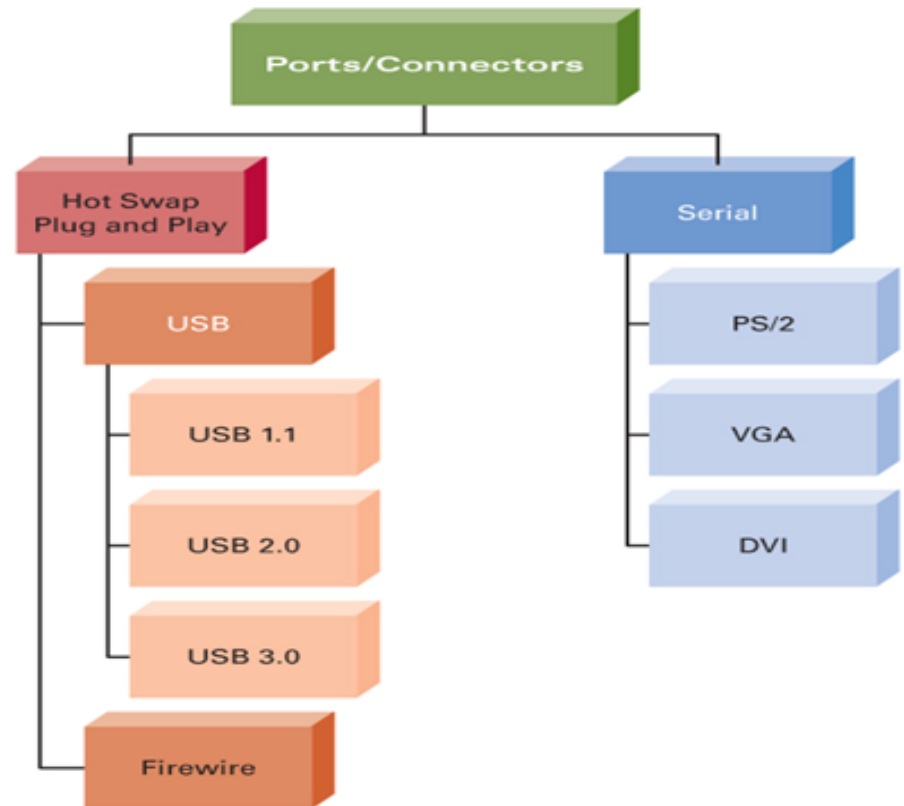 Ports/Connectors
Hot Swap
Plug and Play
USB
USB 1.1
USB 2.0
USB 3.0
Firewire
Serial
PS/2
VGA
DVI